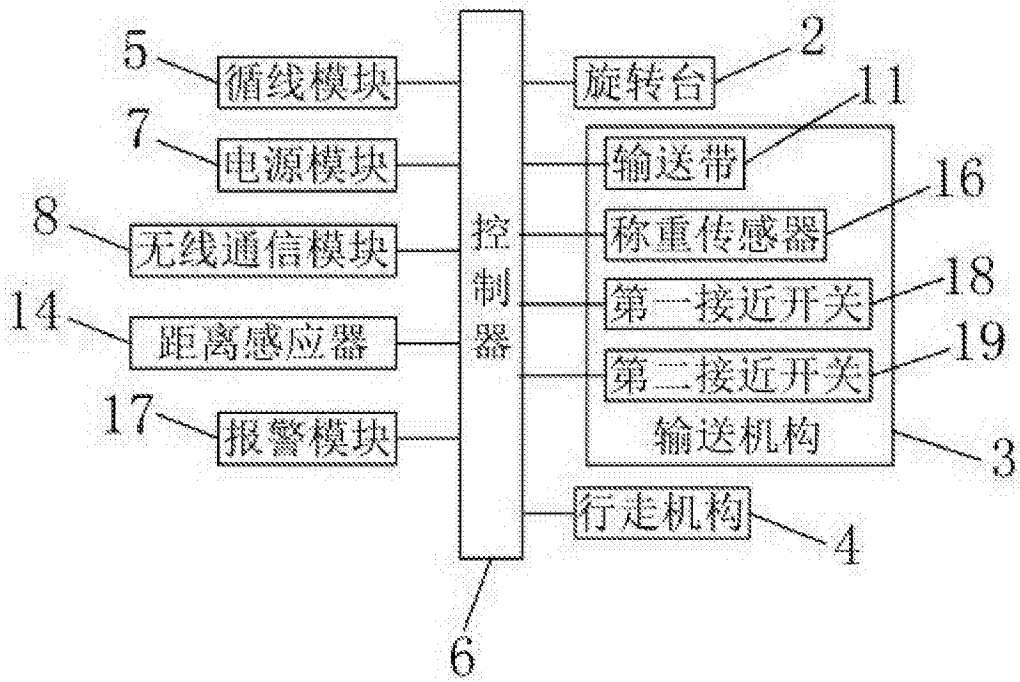 5
循线模块
7
电源模块
8
无线通信模块
14
距离感应器
17
报警模块
控制器
6
2
旋转台
11
输送带
16
称重传感器
18
第一接近开关
19
第二接近开关
输送机构
3
行走机构
4